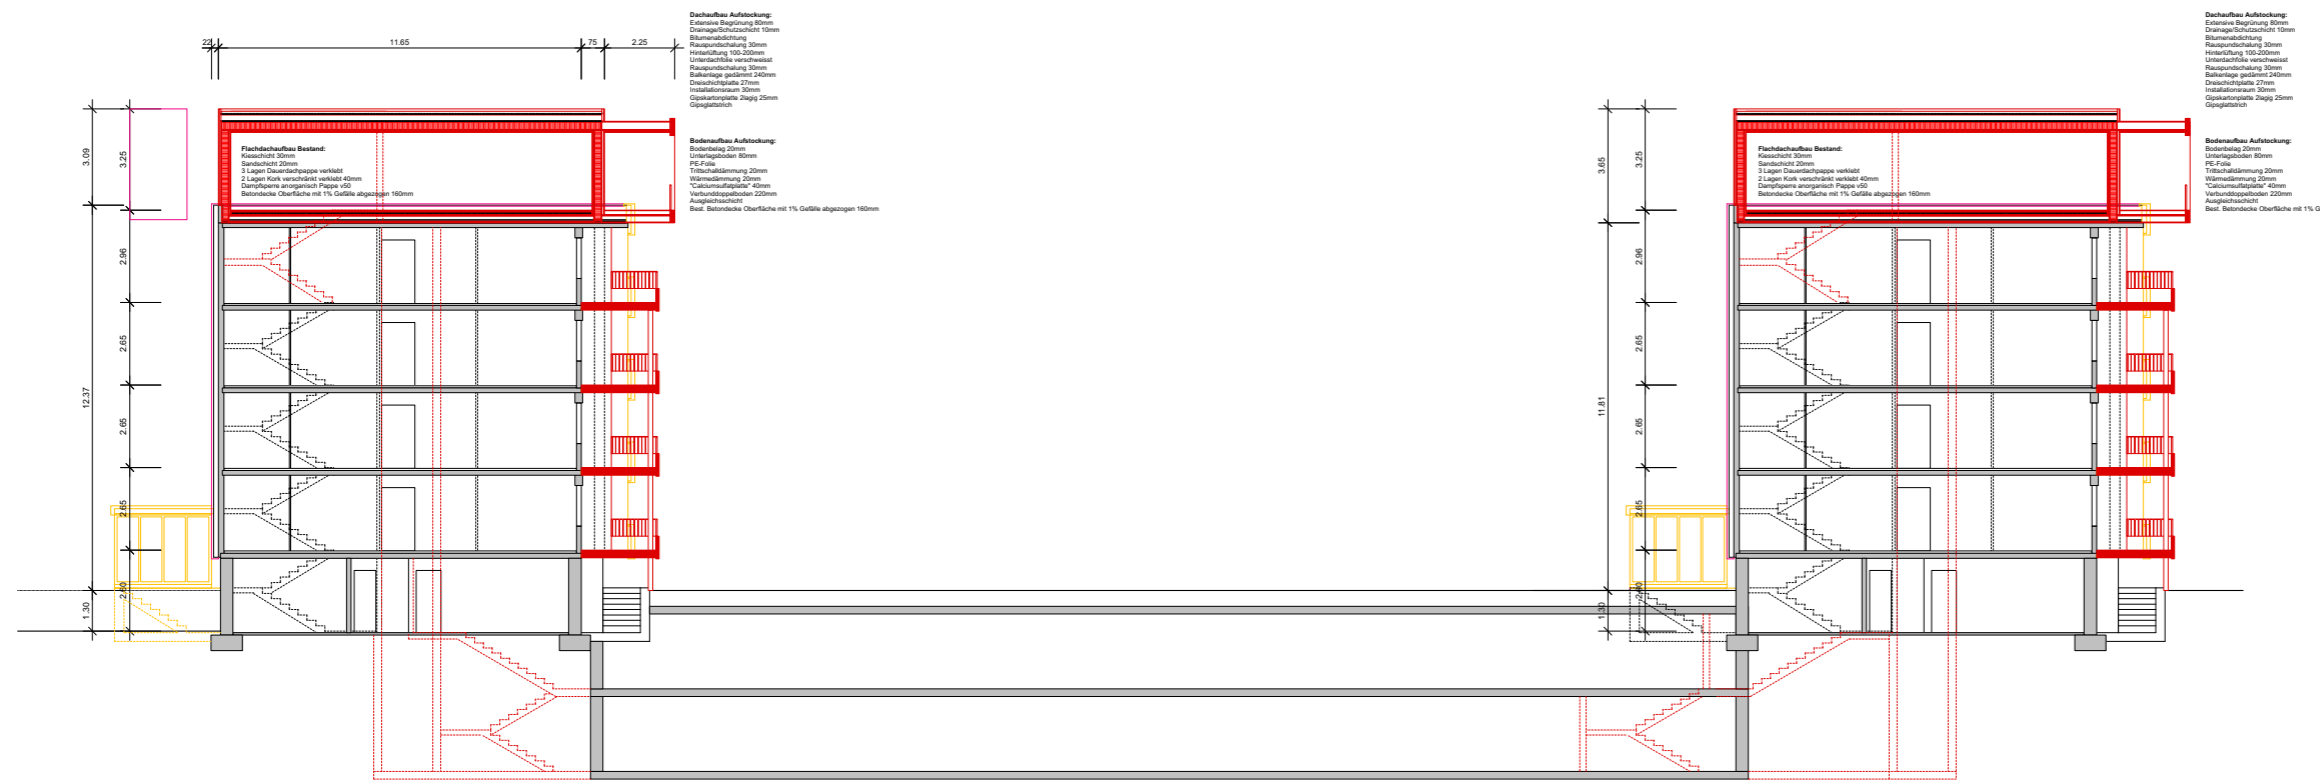 Dachaufbau Aufstockung:
Extensive Begrünung 80mm
Drainage/Schutzschicht 10mm
Bitumenabdichtung
Rauspundschalung 30mm
Hinterlüftung 100-200mm
Unterdachfolie verschweisst
Rauspundschalung 30mm
Balkenlage gedämmt 240mm
Dreischichtplatte 27mm
Installationsraum 30mm
Gipskartonplatte 2lagig 25mm
Gipsglattstrich
Bodenaufbau Aufstockung:
Bodenbelag 20mm
Unterlagsboden 80mm
PE-Folie
Trittschalldämmung 20mm
Wärmedämmung 20mm
"Calciumsulfatplatte" 40mm
Verbunddoppelboden 220mm
Ausgleichsschicht
Best. Betondecke Oberfläche mit 1% Gefälle abgezogen 160mm
Flachdachaufbau Bestand:
Kiesschicht 30mm
Sandschicht 20mm
3 Lagen Dauerdachpappe verklebt
2 Lagen Kork verschränkt verklebt 40mm
Dampfsperre anorganisch Pappe v50
Betondecke Oberfläche mit 1% Gefälle abgezogen 160mm
22
11.65
75
2.25
3.09
12.37
1.30
3.25
2.96
2.65
2.65
2.65
2.65
2.60
Dachaufbau Aufstockung:
Extensive Begrünung 80mm
Drainage/Schutzschicht 10mm
Bitumenabdichtung
Rauspundschalung 30mm
Hinterlüftung 100-200mm
Unterdachfolie verschweisst
Rauspundschalung 30mm
Balkenlage gedämmt 240mm
Dreischichtplatte 27mm
Installationsraum 30mm
Gipskartonplatte 2lagig 25mm
Gipsglattstrich
Bodenaufbau Aufstockung:
Bodenbelag 20mm
Unterlagsboden 80mm
PE-Folie
Trittschalldämmung 20mm
Wärmedämmung 20mm
"Calciumsulfatplatte" 40mm
Verbunddoppelboden 220mm
Ausgleichsschicht
Best. Betondecke Oberfläche mit 1% G
Flachdachaufbau Bestand:
Kiesschicht 30mm
Sandschicht 20mm
3 Lagen Dauerdachpappe verklebt
2 Lagen Kork verschränkt verklebt 40mm
Dampfsperre anorganisch Pappe v50
Betondecke Oberfläche mit 1% Gefälle abgezogen 160mm
3.65
11.81
1.30
3.25
2.96
2.65
2.65
2.65
2.65
2.60